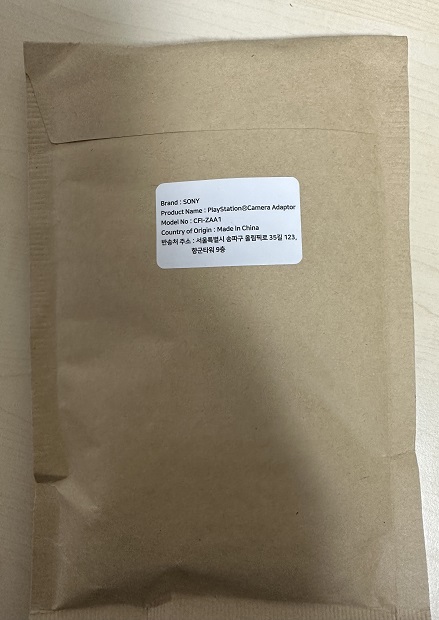 Brand : SONY
Product Name : PlayStation®Camera Adaptor
Model No : CFI-ZAA1
Country of Origin : Made in China
반송처 주소 : 서울특별시 송파구 올림픽로 35길 123,
향군타워 9층